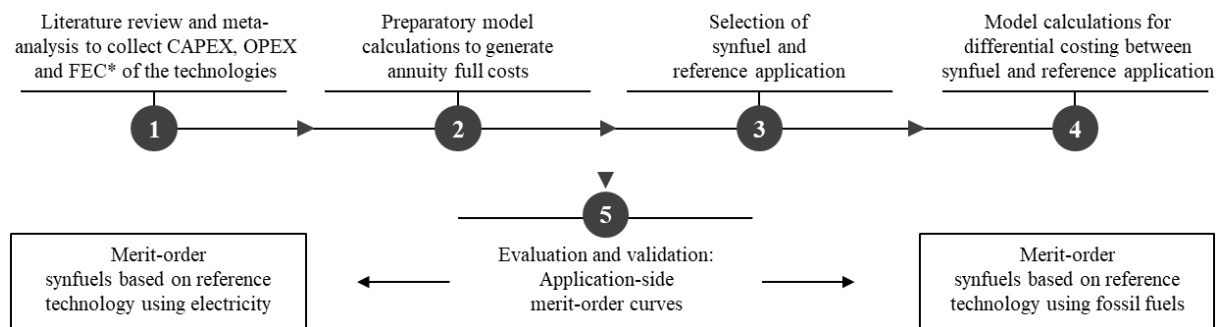 Literature review and meta-
analysis to collect CAPEX, OPEX
and FEC* of the technologies
1
Preparatory model
calculations to generate
annuity full costs
2
Selection of
synfuel and
reference application
3
Model calculations for
differential costing between
synfuel and reference application
4
5
Merit-order
synfuels based on reference
technology using electricity
Evaluation and validation:
Application-side
merit-order curves
Merit-order
synfuels based on reference
technology using fossil fuels